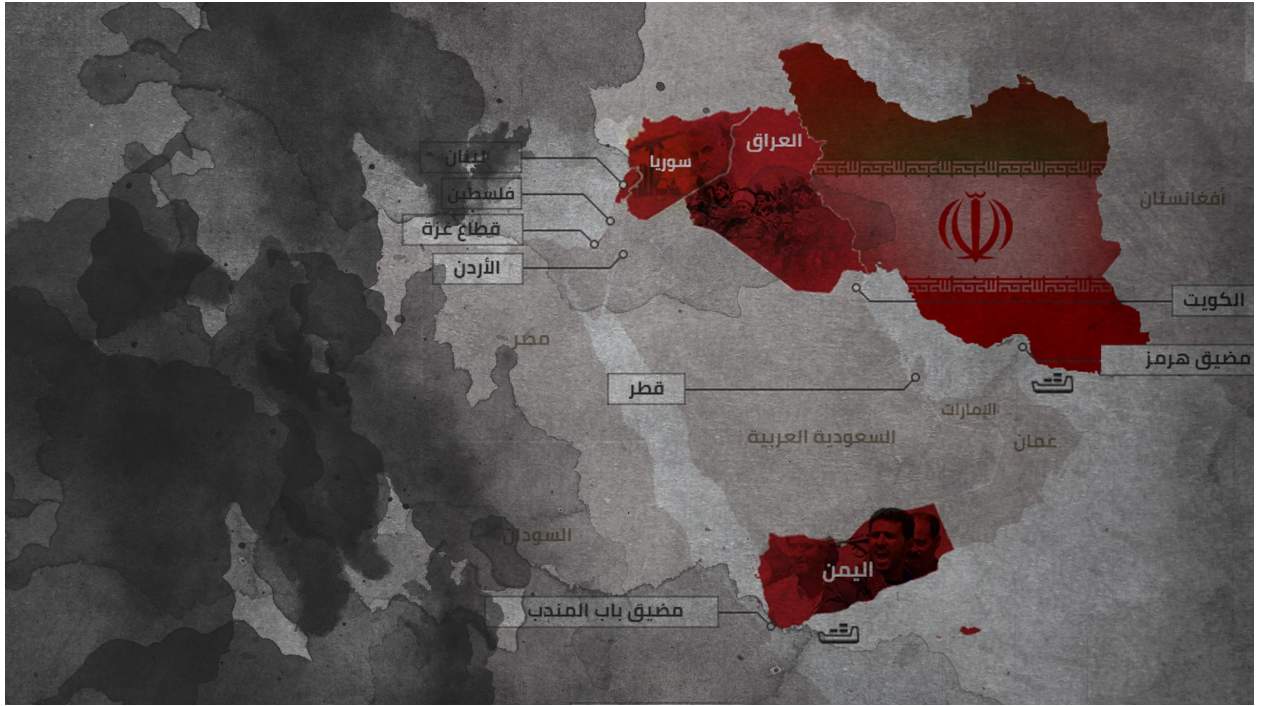 العراق
سوريا
لبنان
فلسطين
قطاع غزة
الأردن
أفغانستان
الكويت
مصر
مضيق هرمز
قطر
الإمارات
السعودية العربية
عمان
السودان
اليمن
مضيق باب المندب